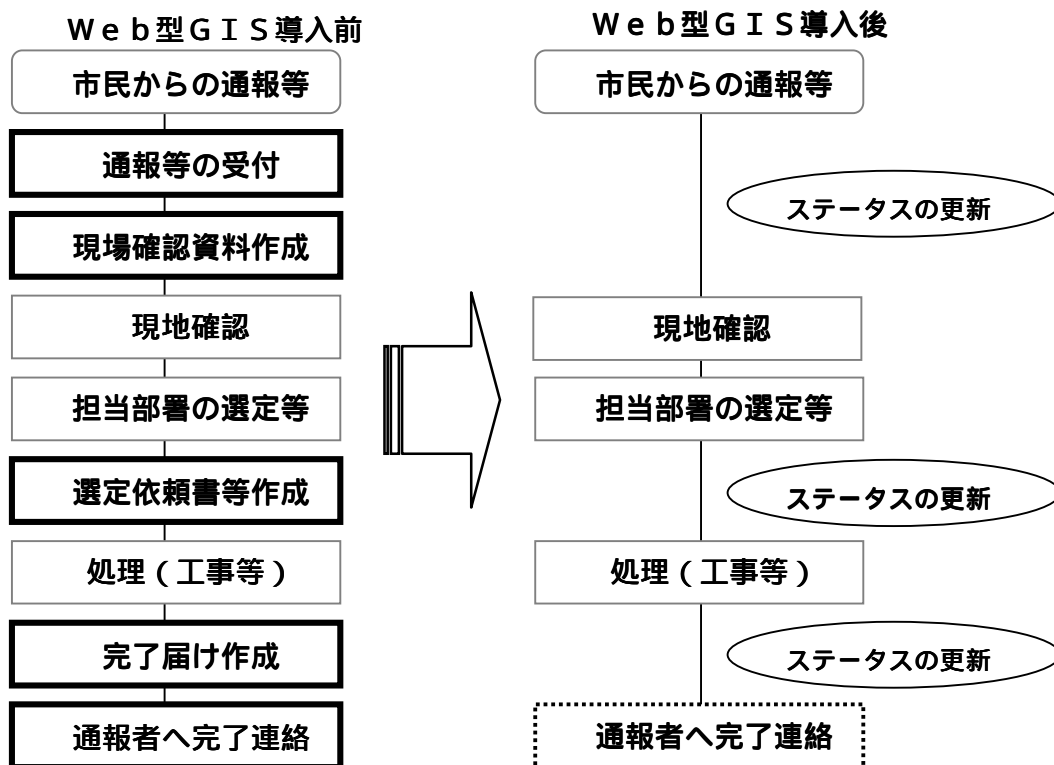 Ｗｅｂ型ＧＩＳ導入前
市民からの通報等
通報等の受付
現場確認資料作成
現地確認
担当部署の選定等
選定依頼書等作成
処理（工事等）
完了届け作成
通報者へ完了連絡
Ｗｅｂ型ＧＩＳ導入後
市民からの通報等
ステータスの更新
現地確認
担当部署の選定等
ステータスの更新
処理（工事等）
ステータスの更新
通報者へ完了連絡